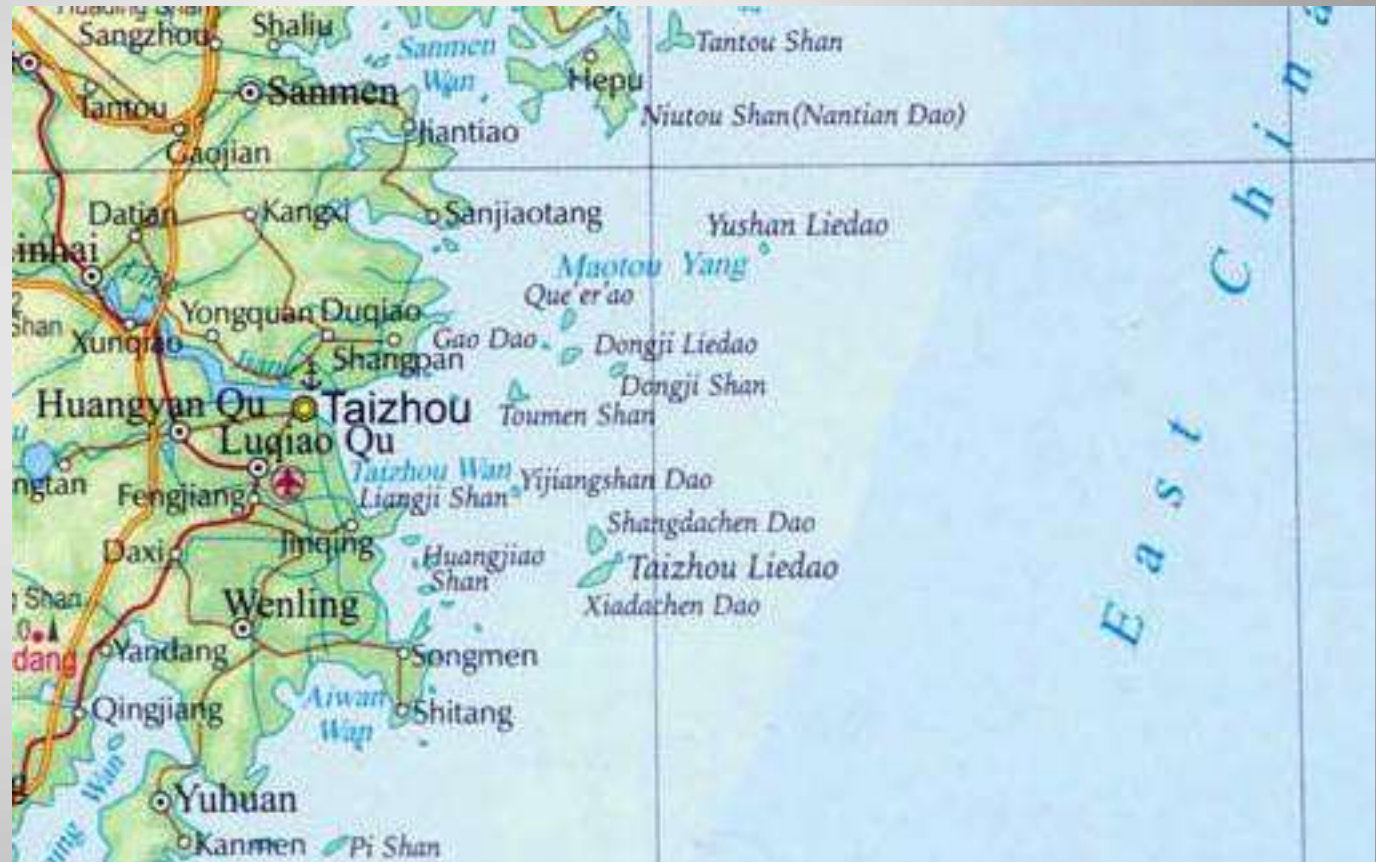 Shaliu
Sangzhou
Sanmen
Wan
Tantou Shan
Hepu
Sanmen
Niutou Shan(Nantian Dao)
Jiantiao
Gaojian
Datian
Kangxi
Sanjiaotang
Yushan Liedao
Maotou Yang
Que'er'ao
Yongquan
Duqiao
Gao Dao
Dongji Liedao
Xunqiao
Shangpan
Dongji Shan
Huangyan Qu
Taizhou
Toumen Shan
Luqiao Qu
Taizhou Wan
Yijiangshan Dao
Liangji Shan
Fengjiang
Shangdachen Dao
Jinqing
Daxi
Huangjiao
Shan
Taizhou Liedao
Xiadachen Dao
Shan
Wenling
Yandang
Songmen
Qingjiang
Aiwan
Wan
Shitang
Wan
Yuhuan
Kanmen
Pi Shan
East China